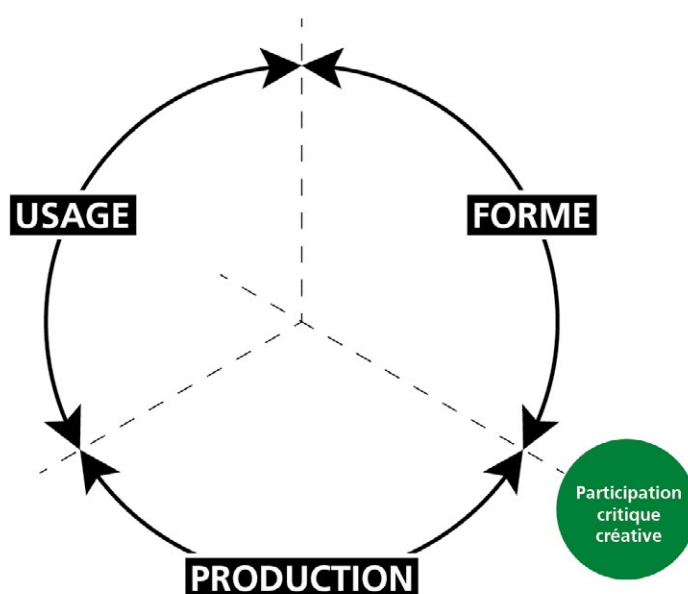 USAGE
FORME
Participation
critique
créative
PRODUCTION